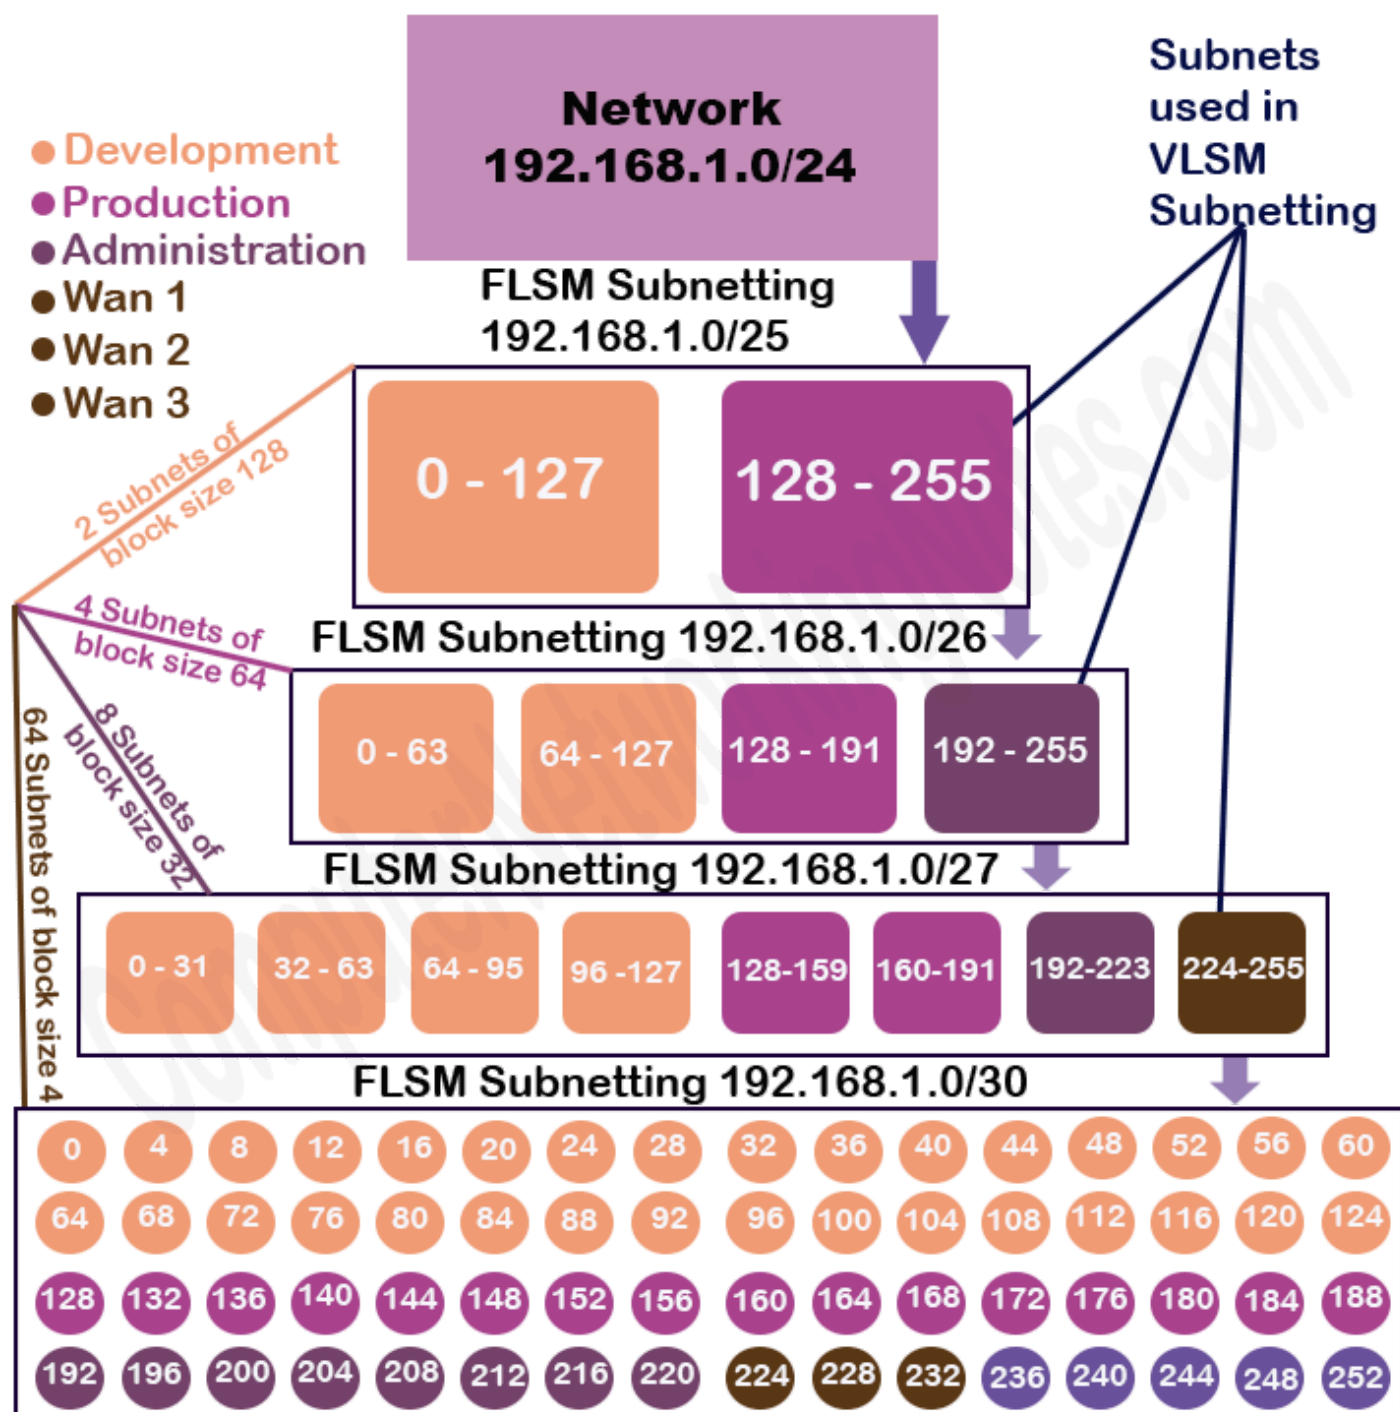 Network
192.168.1.0/24
Subnets
used in
VLSM
Subnetting
Development
Production
Administration
Wan 1
Wan 2
Wan 3
FLSM Subnetting
192.168.1.0/25
2 Subnets of
block size 128
0 - 127
128 - 255
FLSM Subnetting 192.168.1.0/26
4 Subnets of
block size 64
0 - 63
64 - 127
128 - 191
192 - 255
FLSM Subnetting 192.168.1.0/27
8 Subnets of
block size 32
0 - 31
32 - 63
64 - 95
96 -127
128-159
160-191
192-223
224-255
FLSM Subnetting 192.168.1.0/30
64 Subnets of block size 4
0 4 8 12 16 20 24 28 32 36 40 44 48 52 56 60
64 68 72 76 80 84 88 92 96 100 104 108 112 116 120 124
128 132 136 140 144 148 152 156 160 164 168 172 176 180 184 188
192 196 200 204 208 212 216 220 224 228 232 236 240 244 248 252
ComputerNetworkingNotes.com